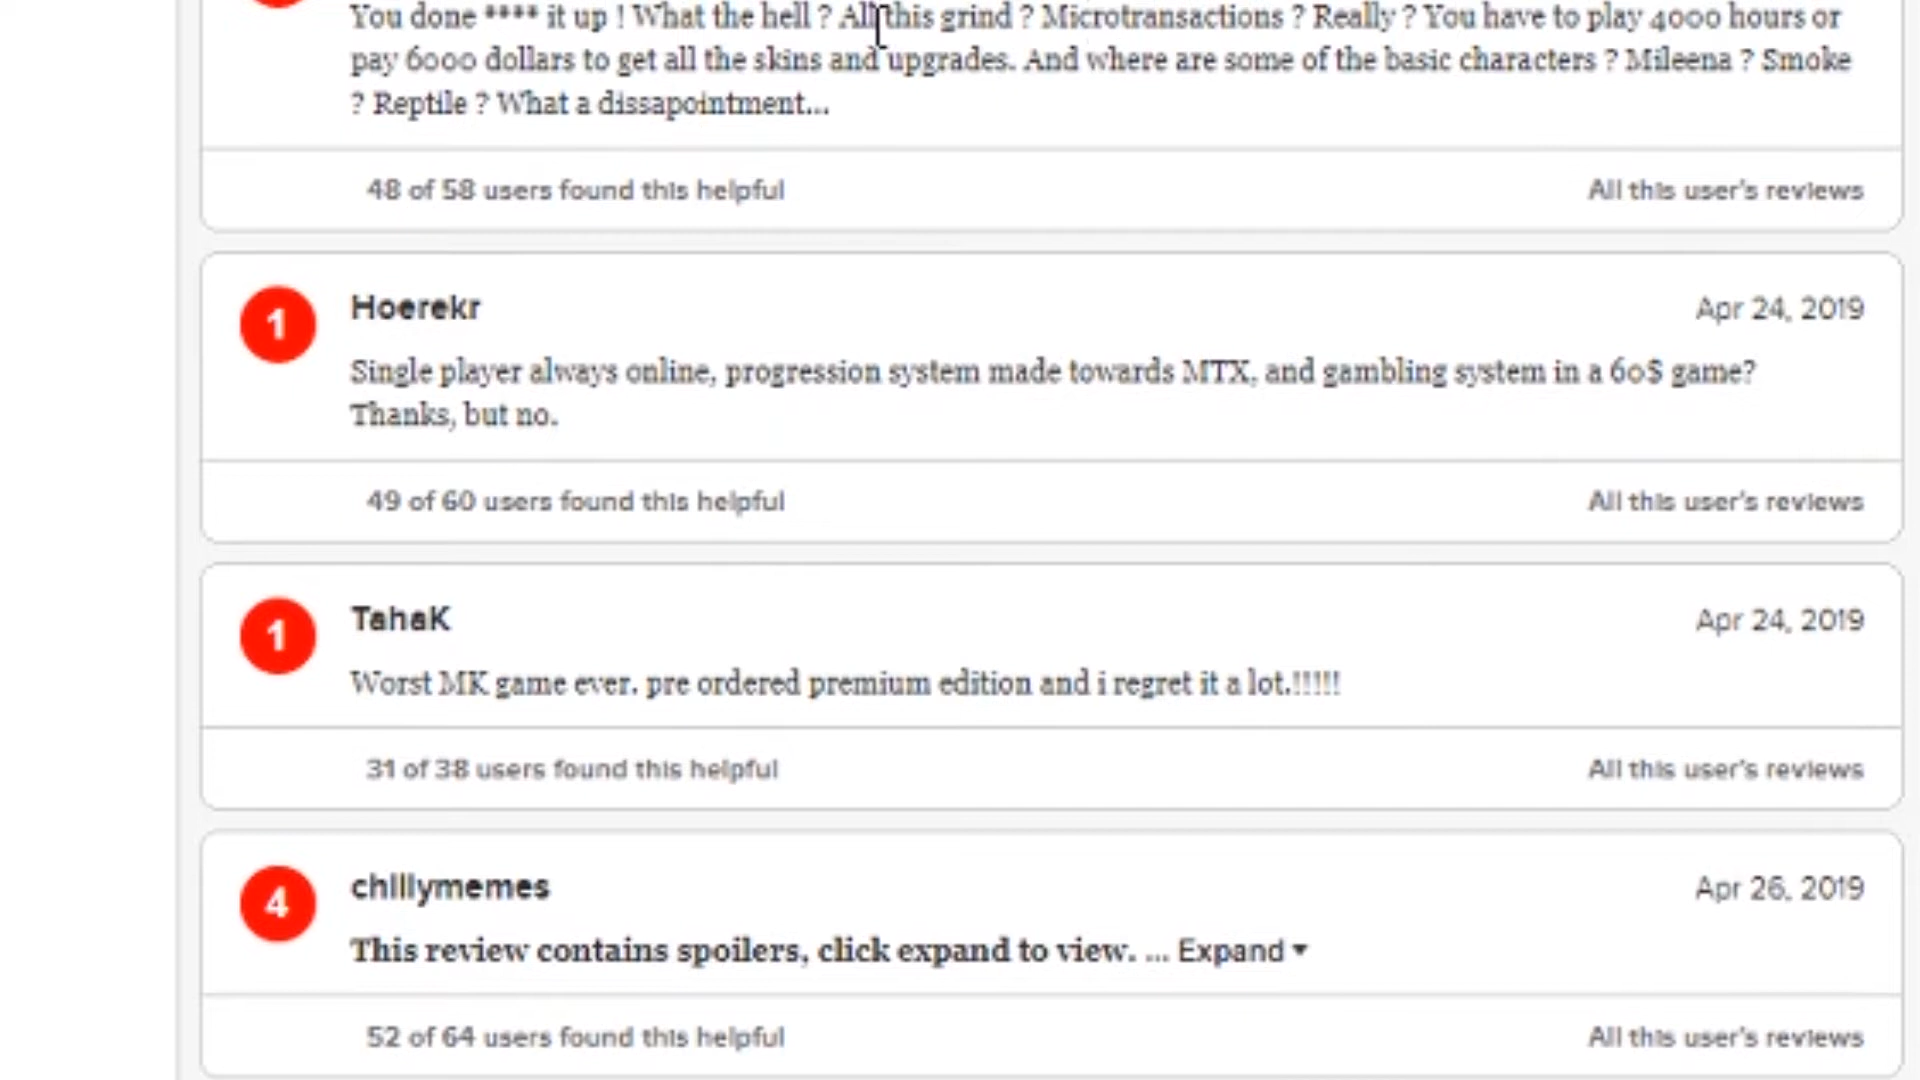 You done **** it up ! What the hell ? All this grind ? Microtransactions ? Really ? You have to play 4000 hours or
pay 6000 dollars to get all the skins and upgrades. And where are some of the basic characters ? Mileena ? Smoke
? Reptile ? What a dissapointment...
48 of 58 users found this helpful
All this user's reviews
1
Hoerekr
Apr 24, 2019
Single player always online, progression system made towards MTX, and gambling system in a 60$ game?
Thanks, but no.
49 of 60 users found this helpful
All this user's reviews
1
TahaK
Apr 24, 2019
Worst MK game ever. pre ordered premium edition and i regret it a lot.!!!!!
31 of 38 users found this helpful
All this user's reviews
4
chillymemes
Apr 26, 2019
This review contains spoilers, click expand to view. ... Expand▼
52 of 64 users found this helpful
All this user's reviews